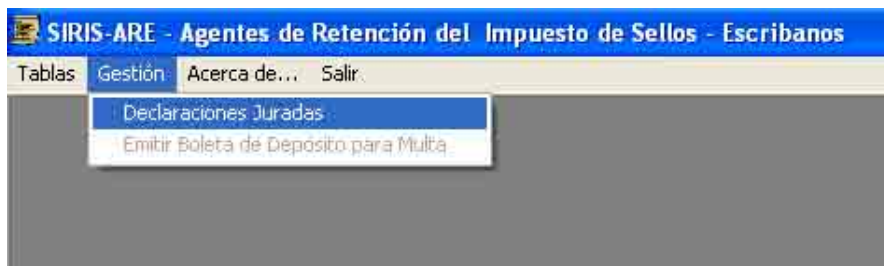 SIRIS-ARE - Agentes de Retención del Impuesto de Sellos - Escribanos
Tablas Gestión Acerca de... Salir
Declaraciones Juradas
Emitir Boleta de Depósito para Multa